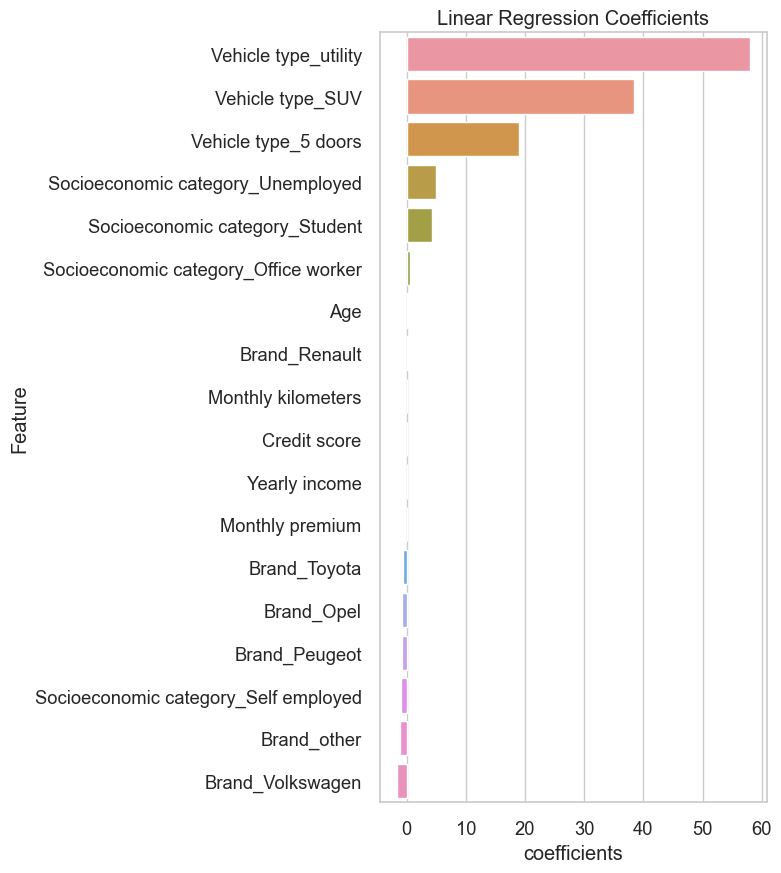 Linear Regression Coefficients
Vehicle type_utility
Vehicle type_SUV
Vehicle type_5 doors
Socioeconomic category_Unemployed
Socioeconomic category_Student
Socioeconomic category_Office worker
Age
Brand_Renault
Monthly kilometers
Credit score
Yearly income
Monthly premium
Brand_Toyota
Brand_Opel
Brand_Peugeot
Socioeconomic category_Self employed
Brand_other
Brand_Volkswagen
Feature
0 10 20 30 40 50 60
coefficients